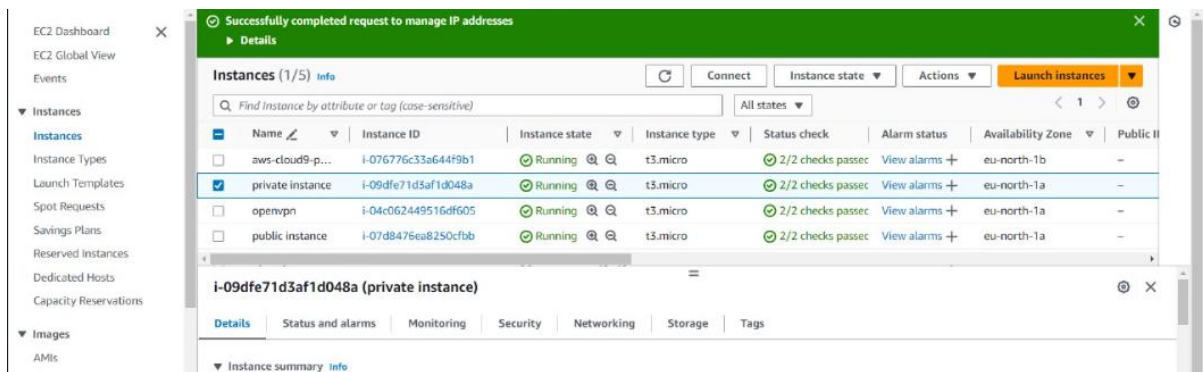 EC2 Dashboard
EC2 Global View
Events
Instances
Instances
Instance Types
Launch Templates
Spot Requests
Savings Plans
Reserved Instances
Dedicated Hosts
Capacity Reservations
Images
AMIs
Successfully completed request to manage IP addresses
Details
Instances (1/5) Info
Connect Instance state Actions Launch instances
Find Instance by attribute or tag (case-sensitive) All states 1
Name Instance ID Instance state Instance type Status check Alarm status Availability Zone Public I
aws-cloud9-p... i-076776c33a644f9b1 Running t3.micro 2/2 checks passec View alarms + eu-north-1b –
private instance i-09dfe71d3af1d048a Running t3.micro 2/2 checks passec View alarms + eu-north-1a –
openvpn i-04c062449516df605 Running t3.micro 2/2 checks passec View alarms + eu-north-1a –
public instance i-07d8476ea8250cfbb Running t3.micro 2/2 checks passec View alarms + eu-north-1a –
i-09dfe71d3af1d048a (private instance)
Details Status and alarms Monitoring Security Networking Storage Tags
Instance summary Info